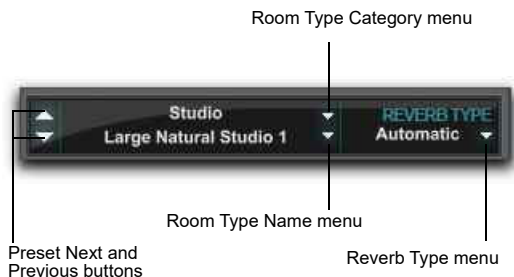 Room Type Category menu
Studio
REVERB TYPE
Large Natural Studio 1
Automatic
Room Type Name menu
Preset Next and
Previous buttons
Reverb Type menu